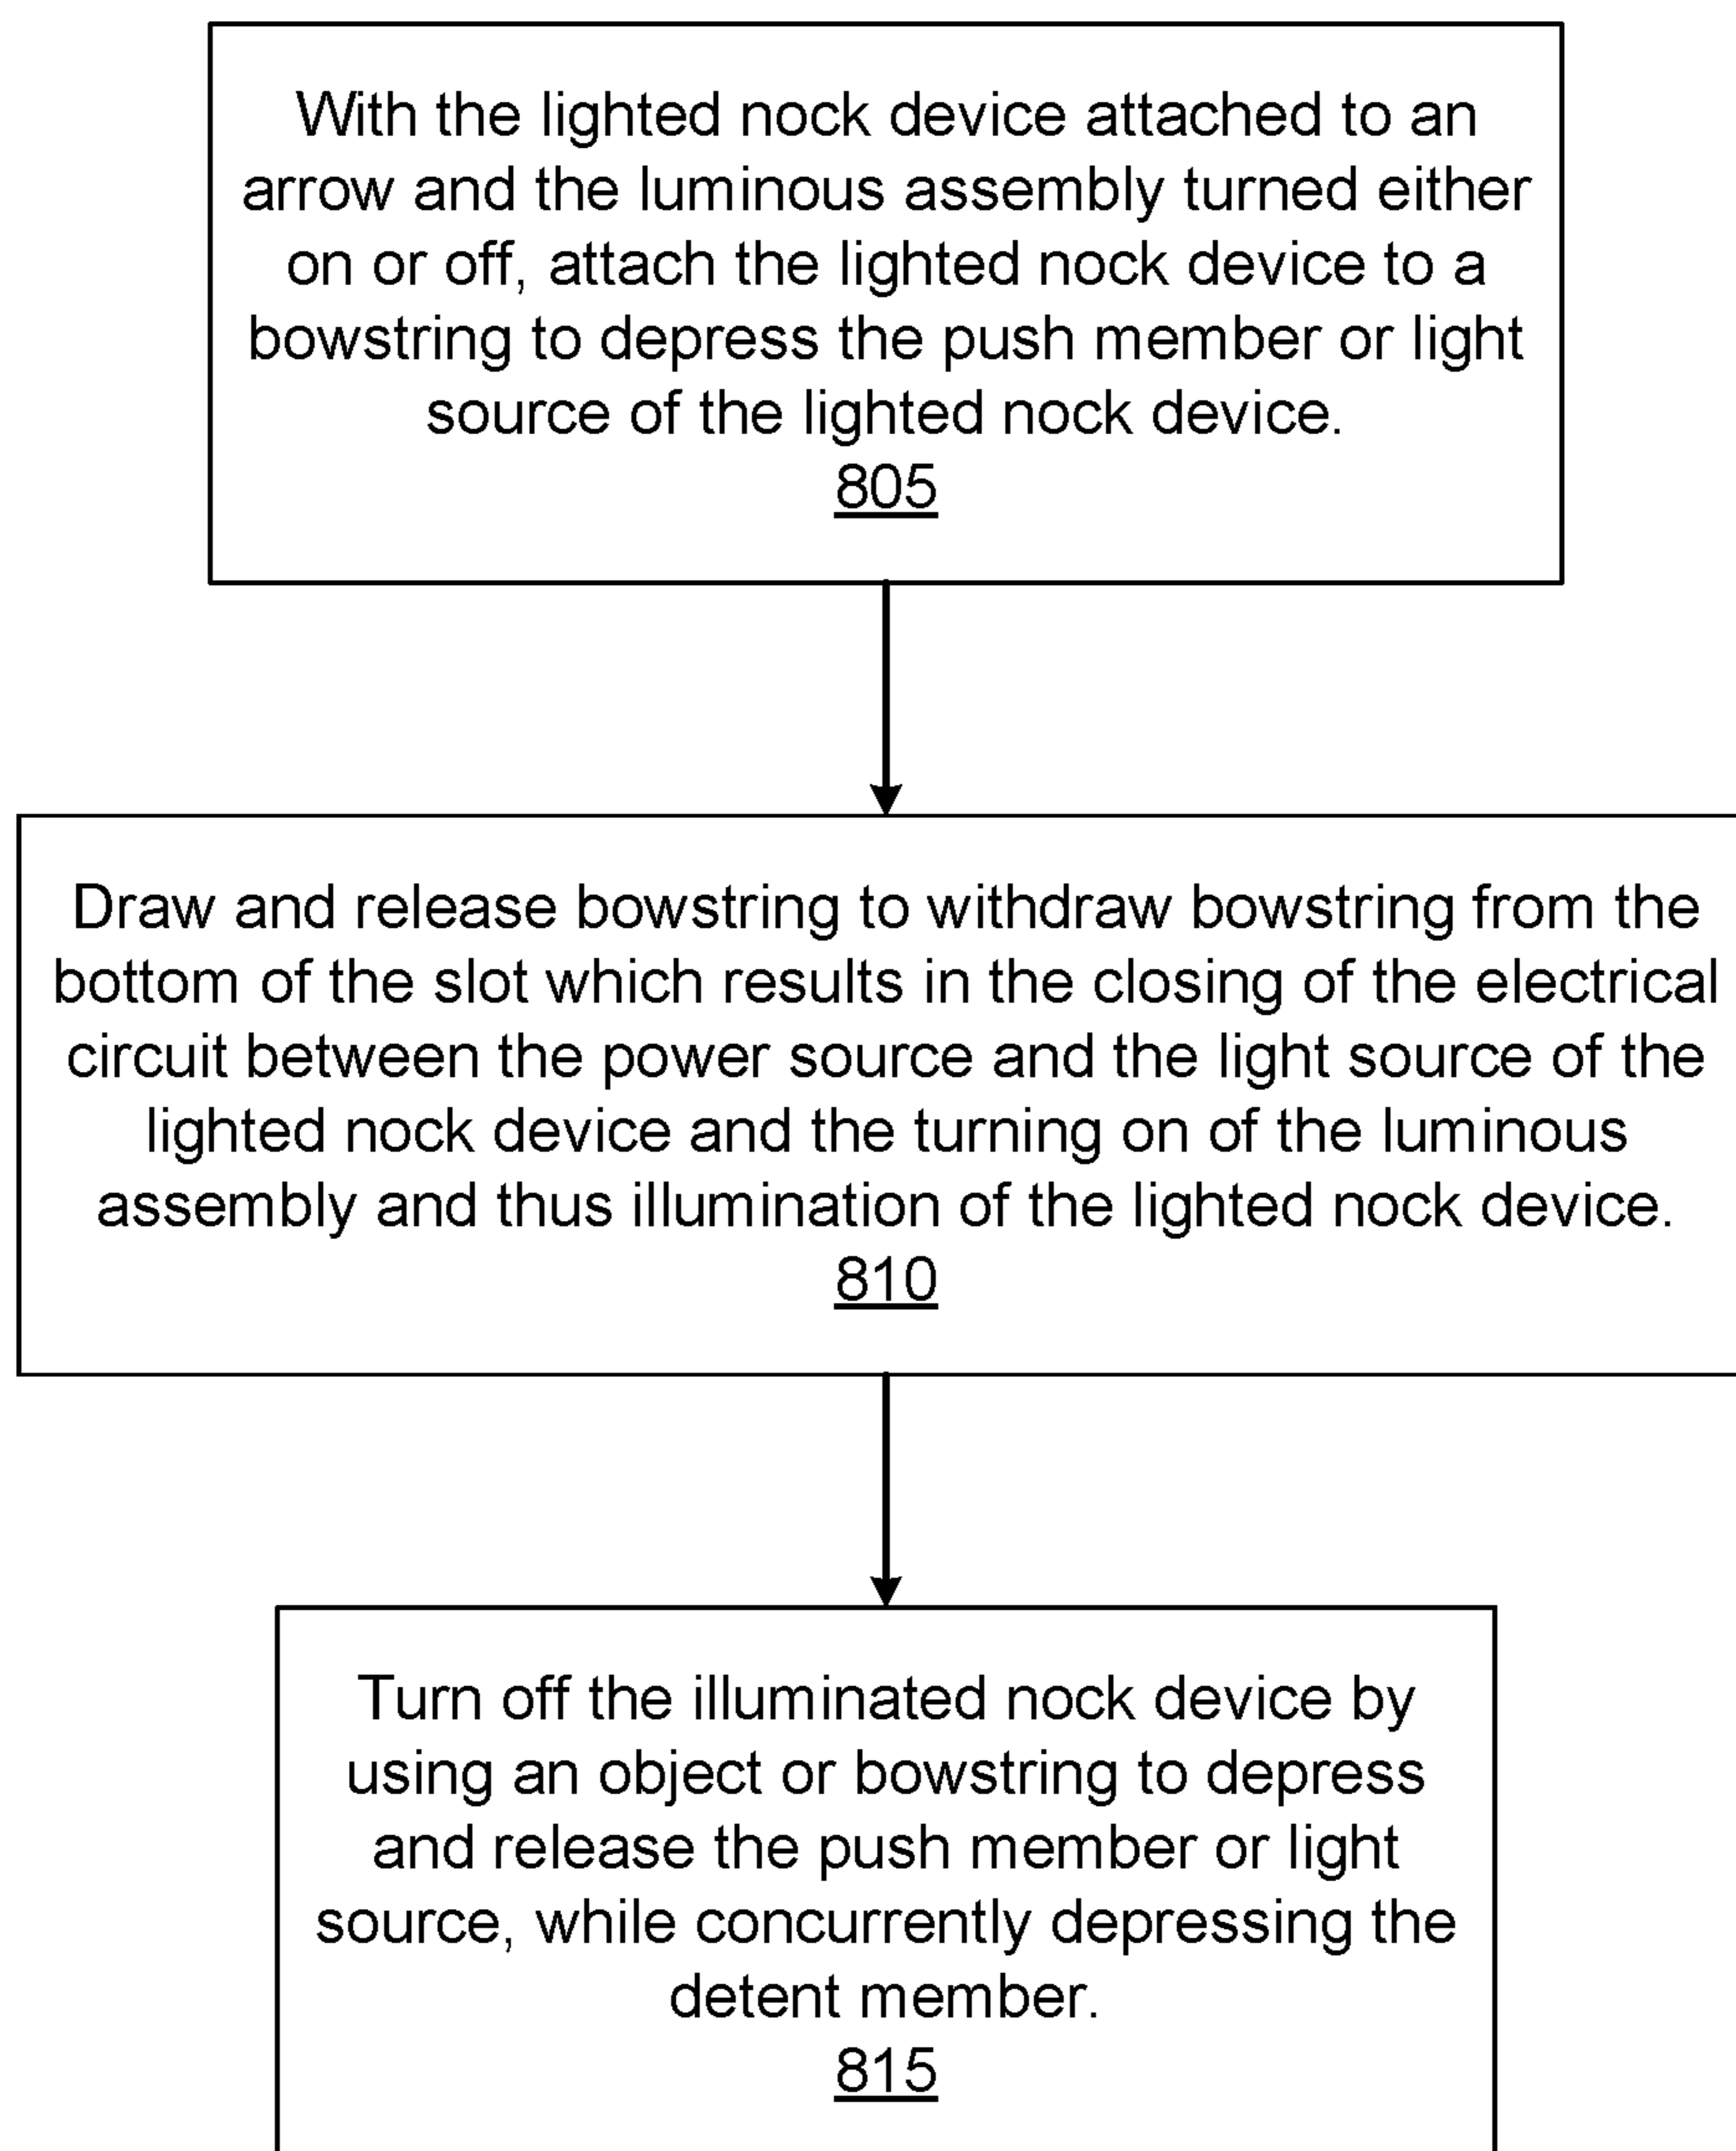 With the lighted nock device attached to an
arrow and the luminous assembly turned either
on or off, attach the lighted nock device to a
bowstring to depress the push member or light
source of the lighted nock device.
805
Draw and release bowstring to withdraw bowstring from the
bottom of the slot which results in the closing of the electrical
circuit between the power source and the light source of the
lighted nock device and the turning on of the luminous
assembly and thus illumination of the lighted nock device.
810
Turn off the illuminated nock device by
using an object or bowstring to depress
and release the push member or light
source, while concurrently depressing the
detent member.
815